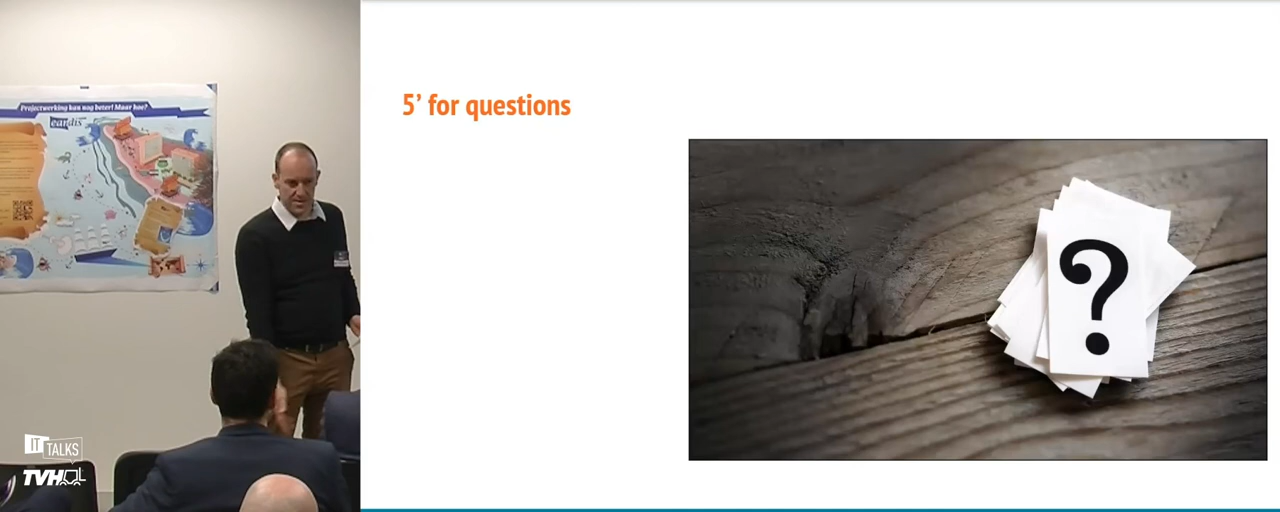 Projectwerking kan nog beter! Maar hoe?
eandis
IT
TALKS
TVH
5' for questions
?